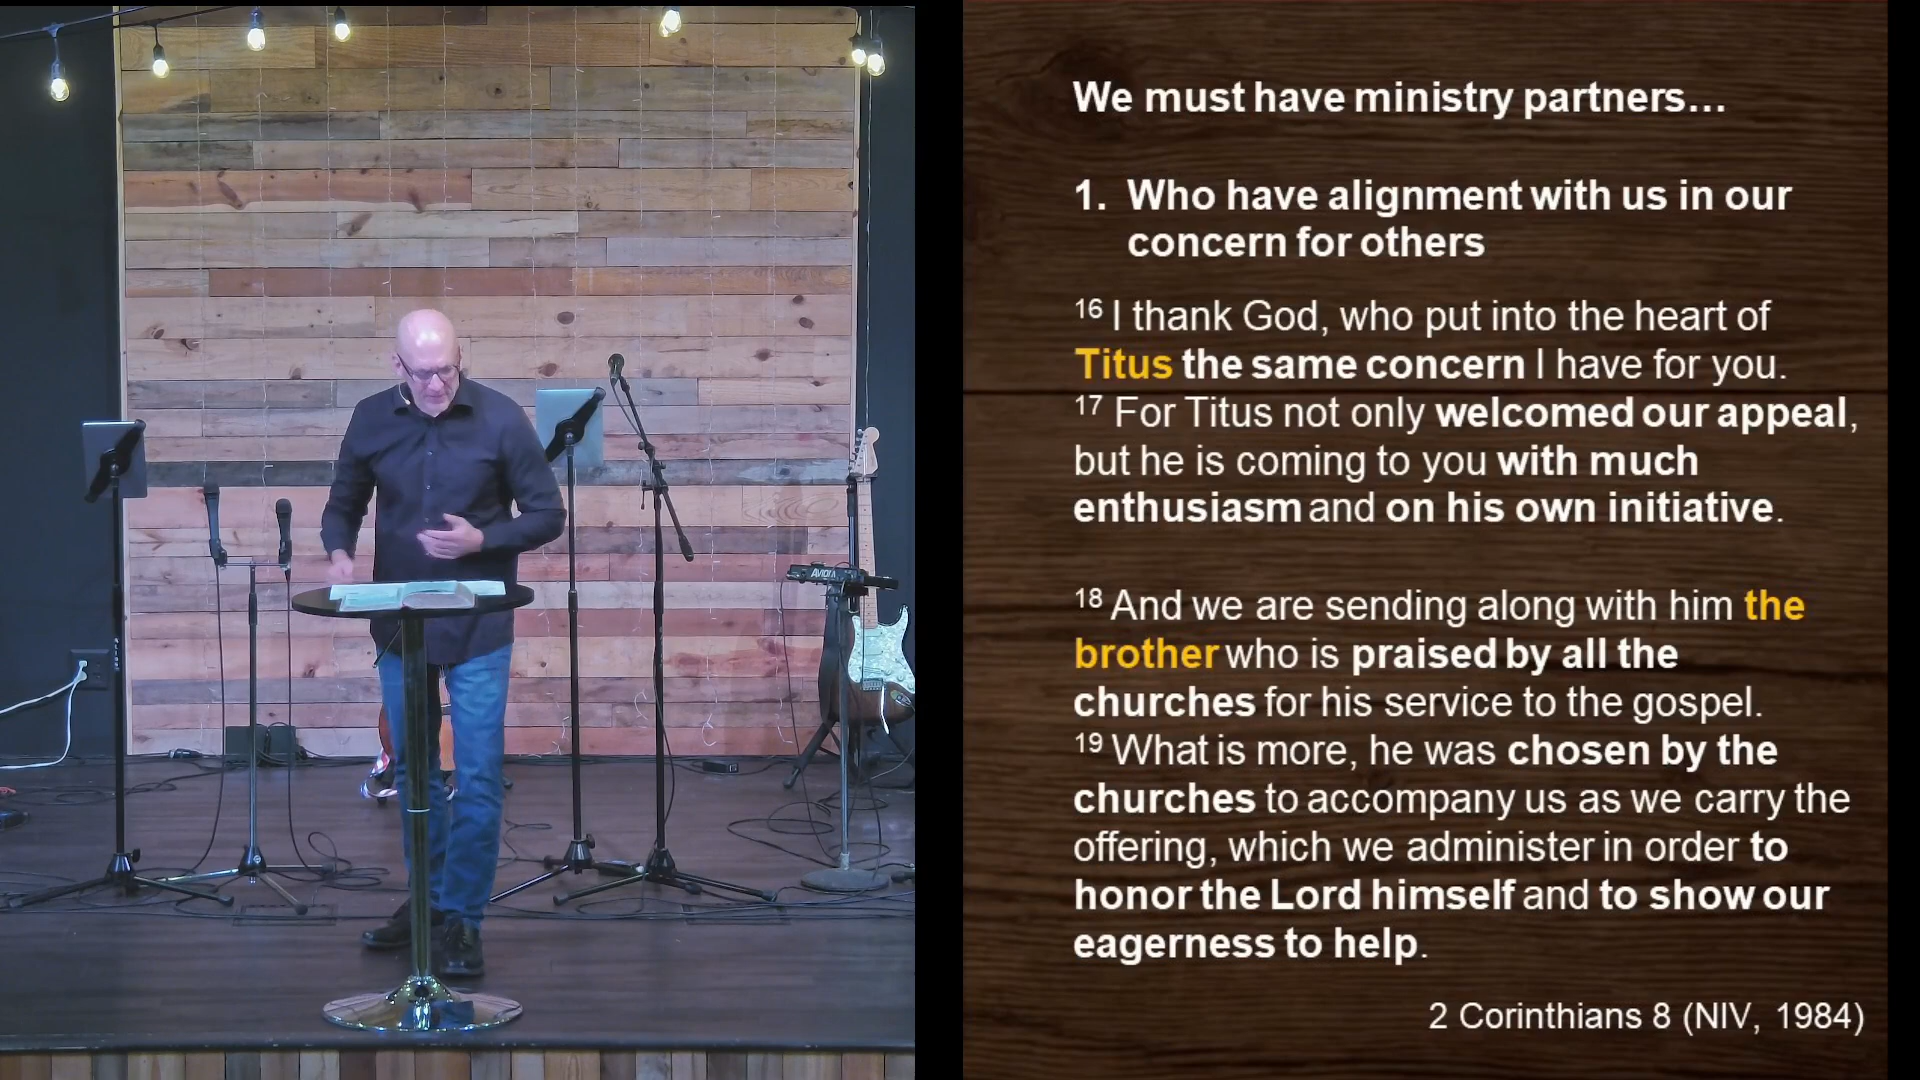 We must have ministry partners…
1. Who have alignment with us in our
concern for others
16 I thank God, who put into the heart of
Titus the same concern I have for you.
17 For Titus not only welcomed our appeal,
but he is coming to you with much
enthusiasm and on his own initiative.
18 And we are sending along with him the
brother who is praised by all the
churches for his service to the gospel.
19 What is more, he was chosen by the
churches to accompany us as we carry the
offering, which we administer in order to
honor the Lord himself and to show our
eagerness to help.
2 Corinthians 8 (NIV, 1984)